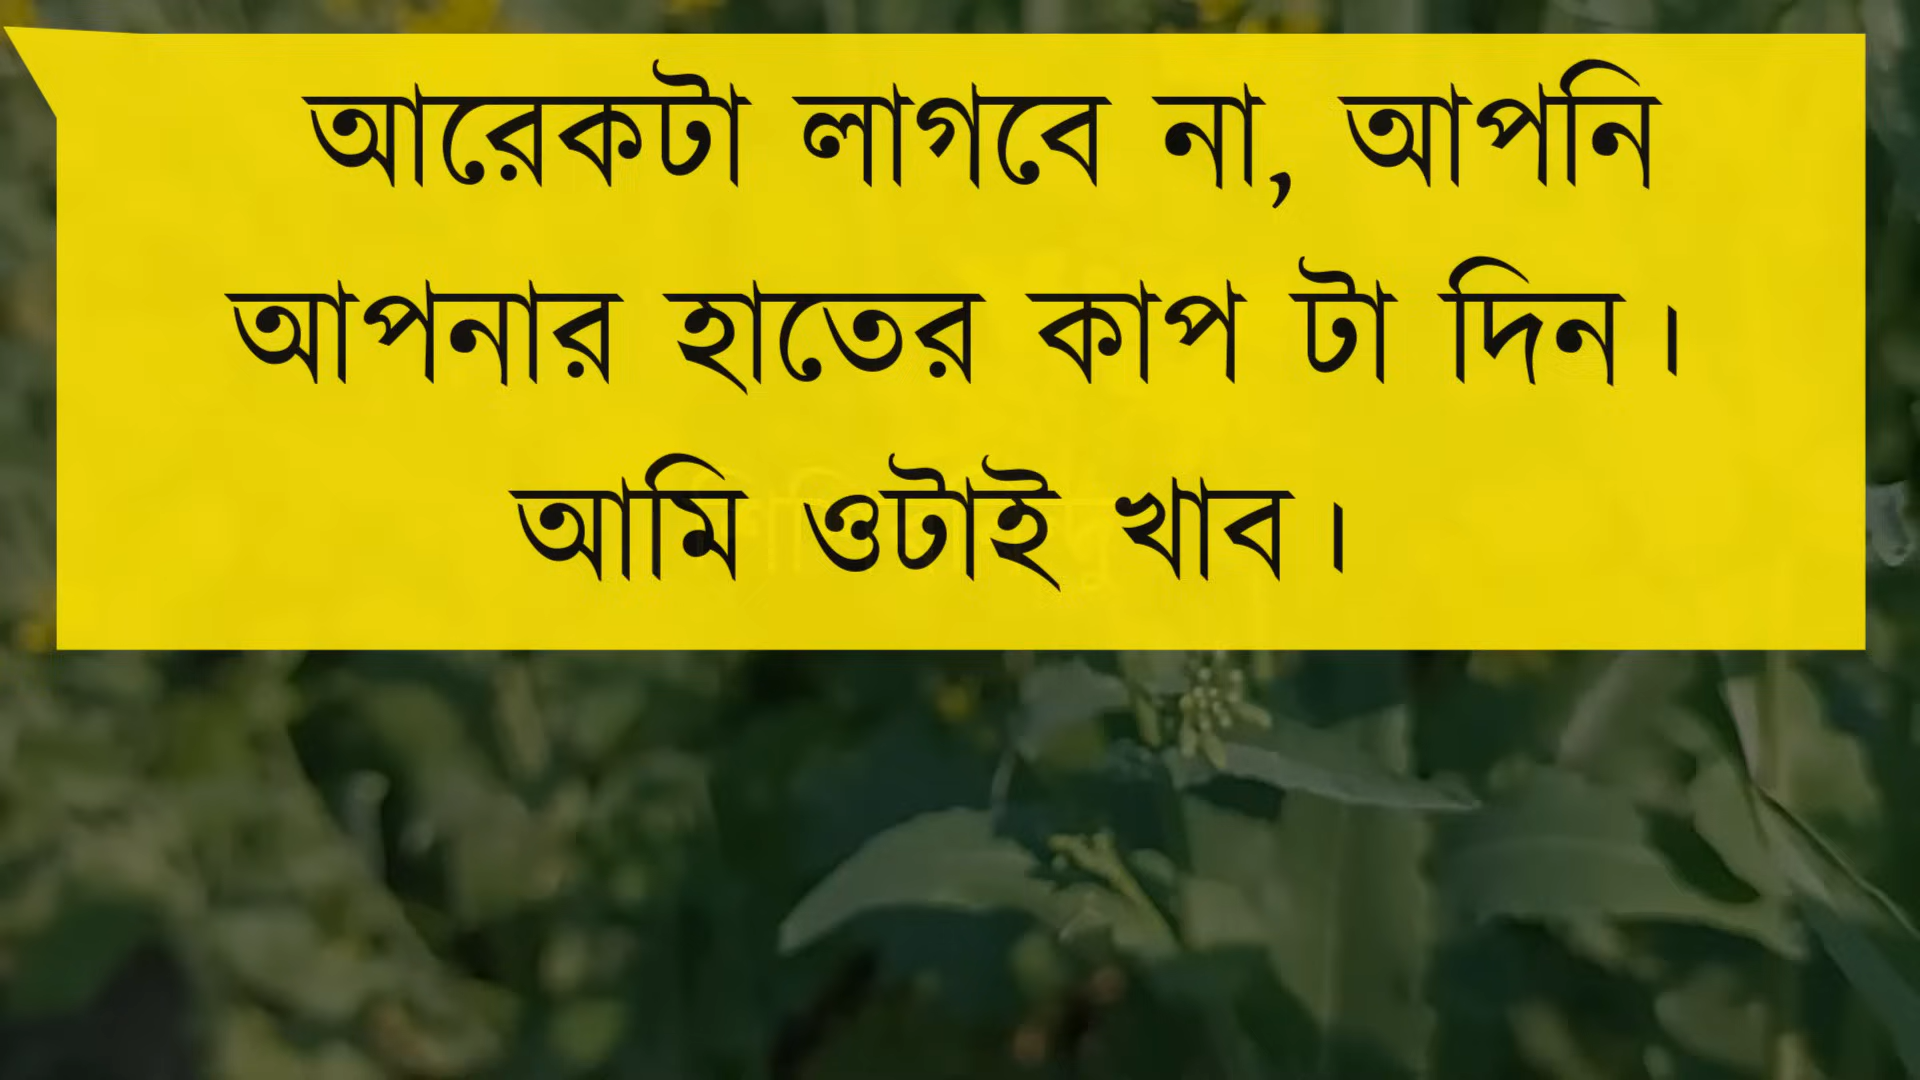 আরেকটা লাগবে না, আপনি
আপনার হাতের কাপ টা দিন।
আমি ওটাই খাব।